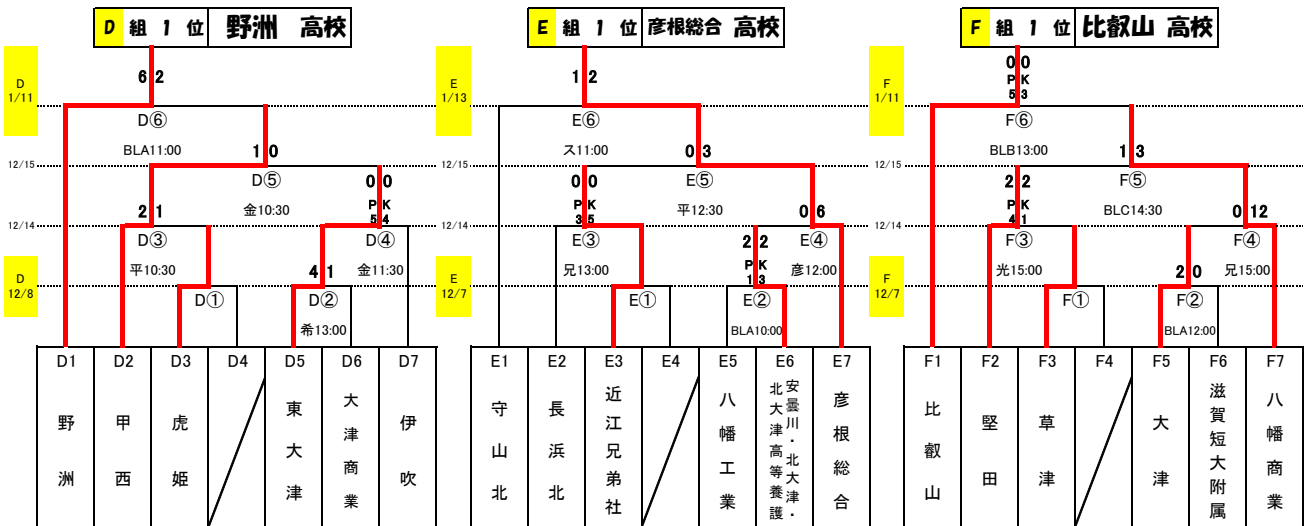 D 組 1 位 野洲 高校
D
1/11
6 2
D⑥
BLA11:00
12/15
1 0
D⑤
金10:30
0 0
P K
5 4
12/14
2 1
D③
平10:30
D④
金11:30
D
12/8
4 1
D①
D②
希13:00
D1 D2 D3 D4 D5 D6 D7
野洲
甲西
虎姫
東大津
大津商業
伊吹
E 組 1 位 彦根総合 高校
E
1/13
1 2
E⑥
ス11:00
12/15
0 3
E⑤
平12:30
0 0
P K
3 5
12/14
0 6
E③
兄13:00
E④
彦12:00
2 2
P K
1 3
E
12/7
E①
E②
BLA10:00
E1 E2 E3 E4 E5 E6 E7
守山北
長浜北
近江兄弟社
八幡工業
安曇川・北大津・
北大津高等養護
彦根総合
F 組 1 位 比叡山 高校
F
1/11
0 0
P K
5 3
F⑥
BLB13:00
12/15
1 3
F⑤
BLC14:30
2 2
P K
4 1
12/14
0 12
F③
光15:00
F④
兄15:00
F
12/7
2 0
F①
F②
BLA12:00
F1 F2 F3 F4 F5 F6 F7
比叡山
堅田
草津
大津
滋賀短大附属
八幡商業